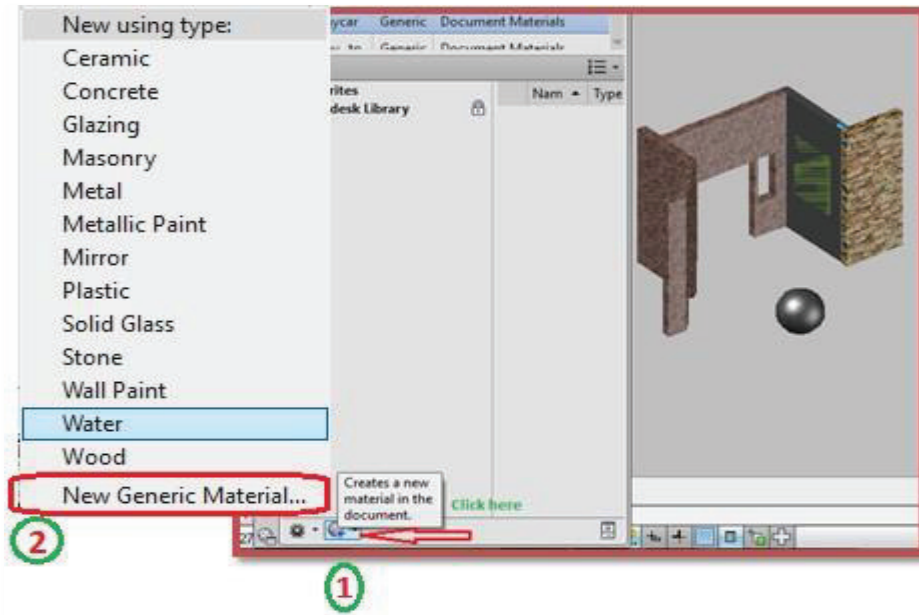 New using type:
Ceramic
Concrete
Glazing
Masonry
Metal
Metallic Paint
Mirror
Plastic
Solid Glass
Stone
Wall Paint
Water
Wood
New Generic Material...
ycar Generic Document Materials
Generic Document Materials
rites
desk Library
Nam Type
Creates a new
material in the
document.
Click here
27
1
2